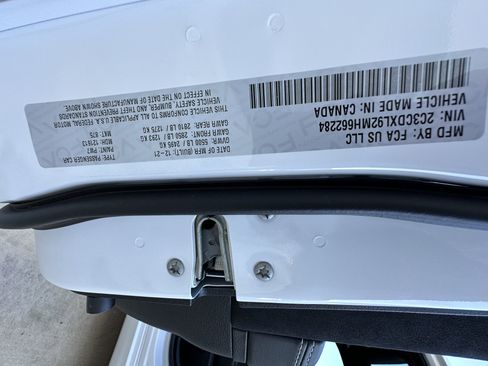 MFD BY: FCA US LLC
VIN: 2C3CDXL92MH662284
VEHICLE MADE IN: CANADA
DATE OF MFR (BUILT): 12-21
GVWR: 5500 LB / 2495 KG
GAWR FRONT: 2850 LB / 1293 KG
GAWR REAR: 2810 LB / 1275 KG
VEHICLE CONFORMS TO ALL APPLICABLE U.S. FEDERAL MOTOR
VEHICLE SAFETY, BUMPER, AND THEFT PREVENTION STANDARDS
IN EFFECT ON THE DATE OF MANUFACTURE SHOWN ABOVE.
TYPE: PASSENGER CAR
PAINT: PW7
MDH: 121613